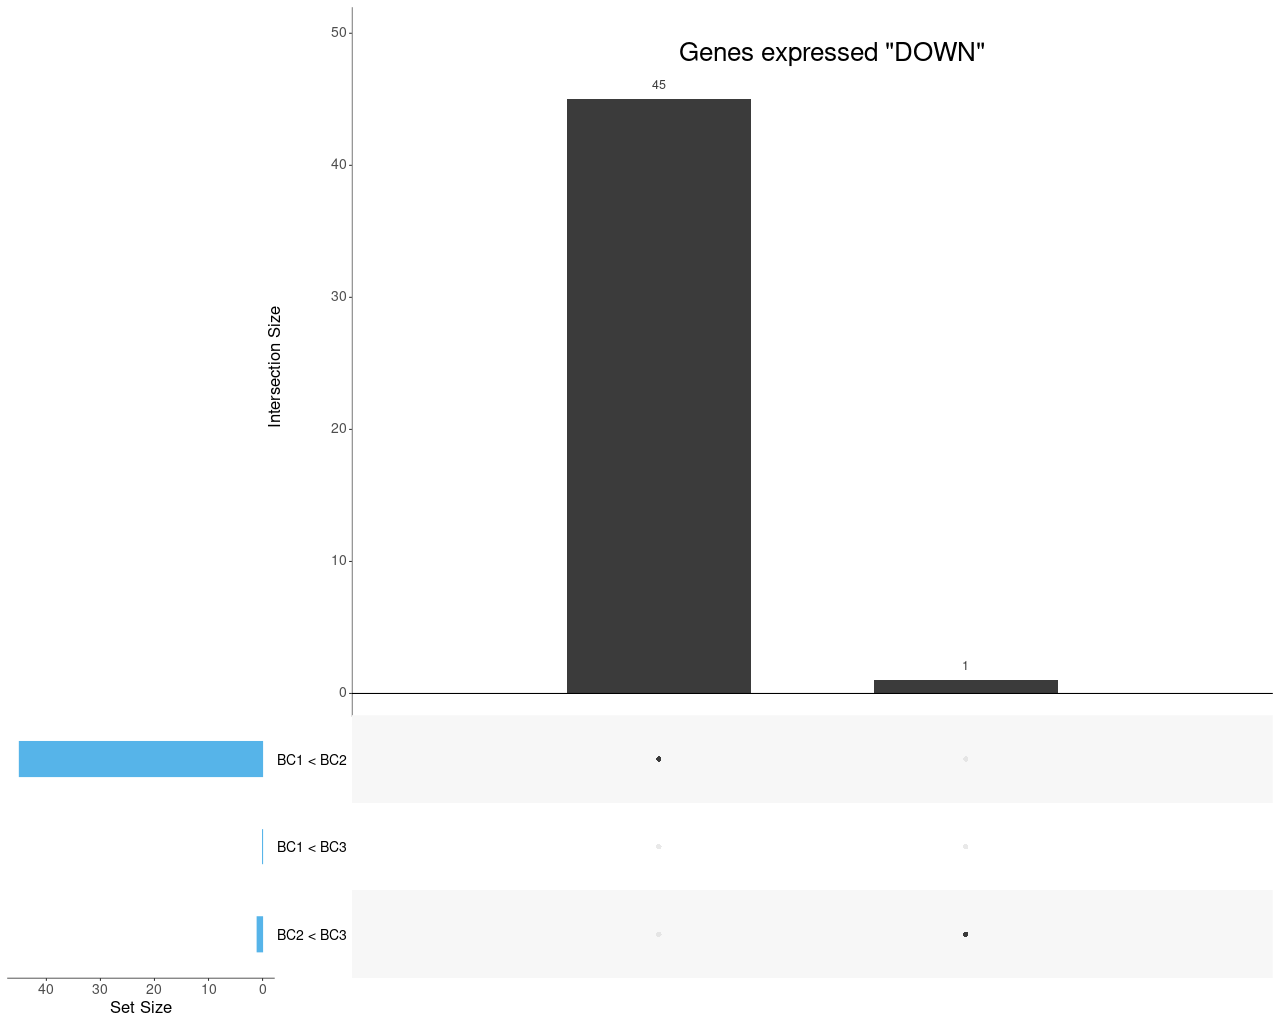 Genes expressed "DOWN"
50
40
30
20
10
0
Intersection Size
45
1
BC1 < BC2
BC1 < BC3
BC2 < BC3
40 30 20 10 0
Set Size